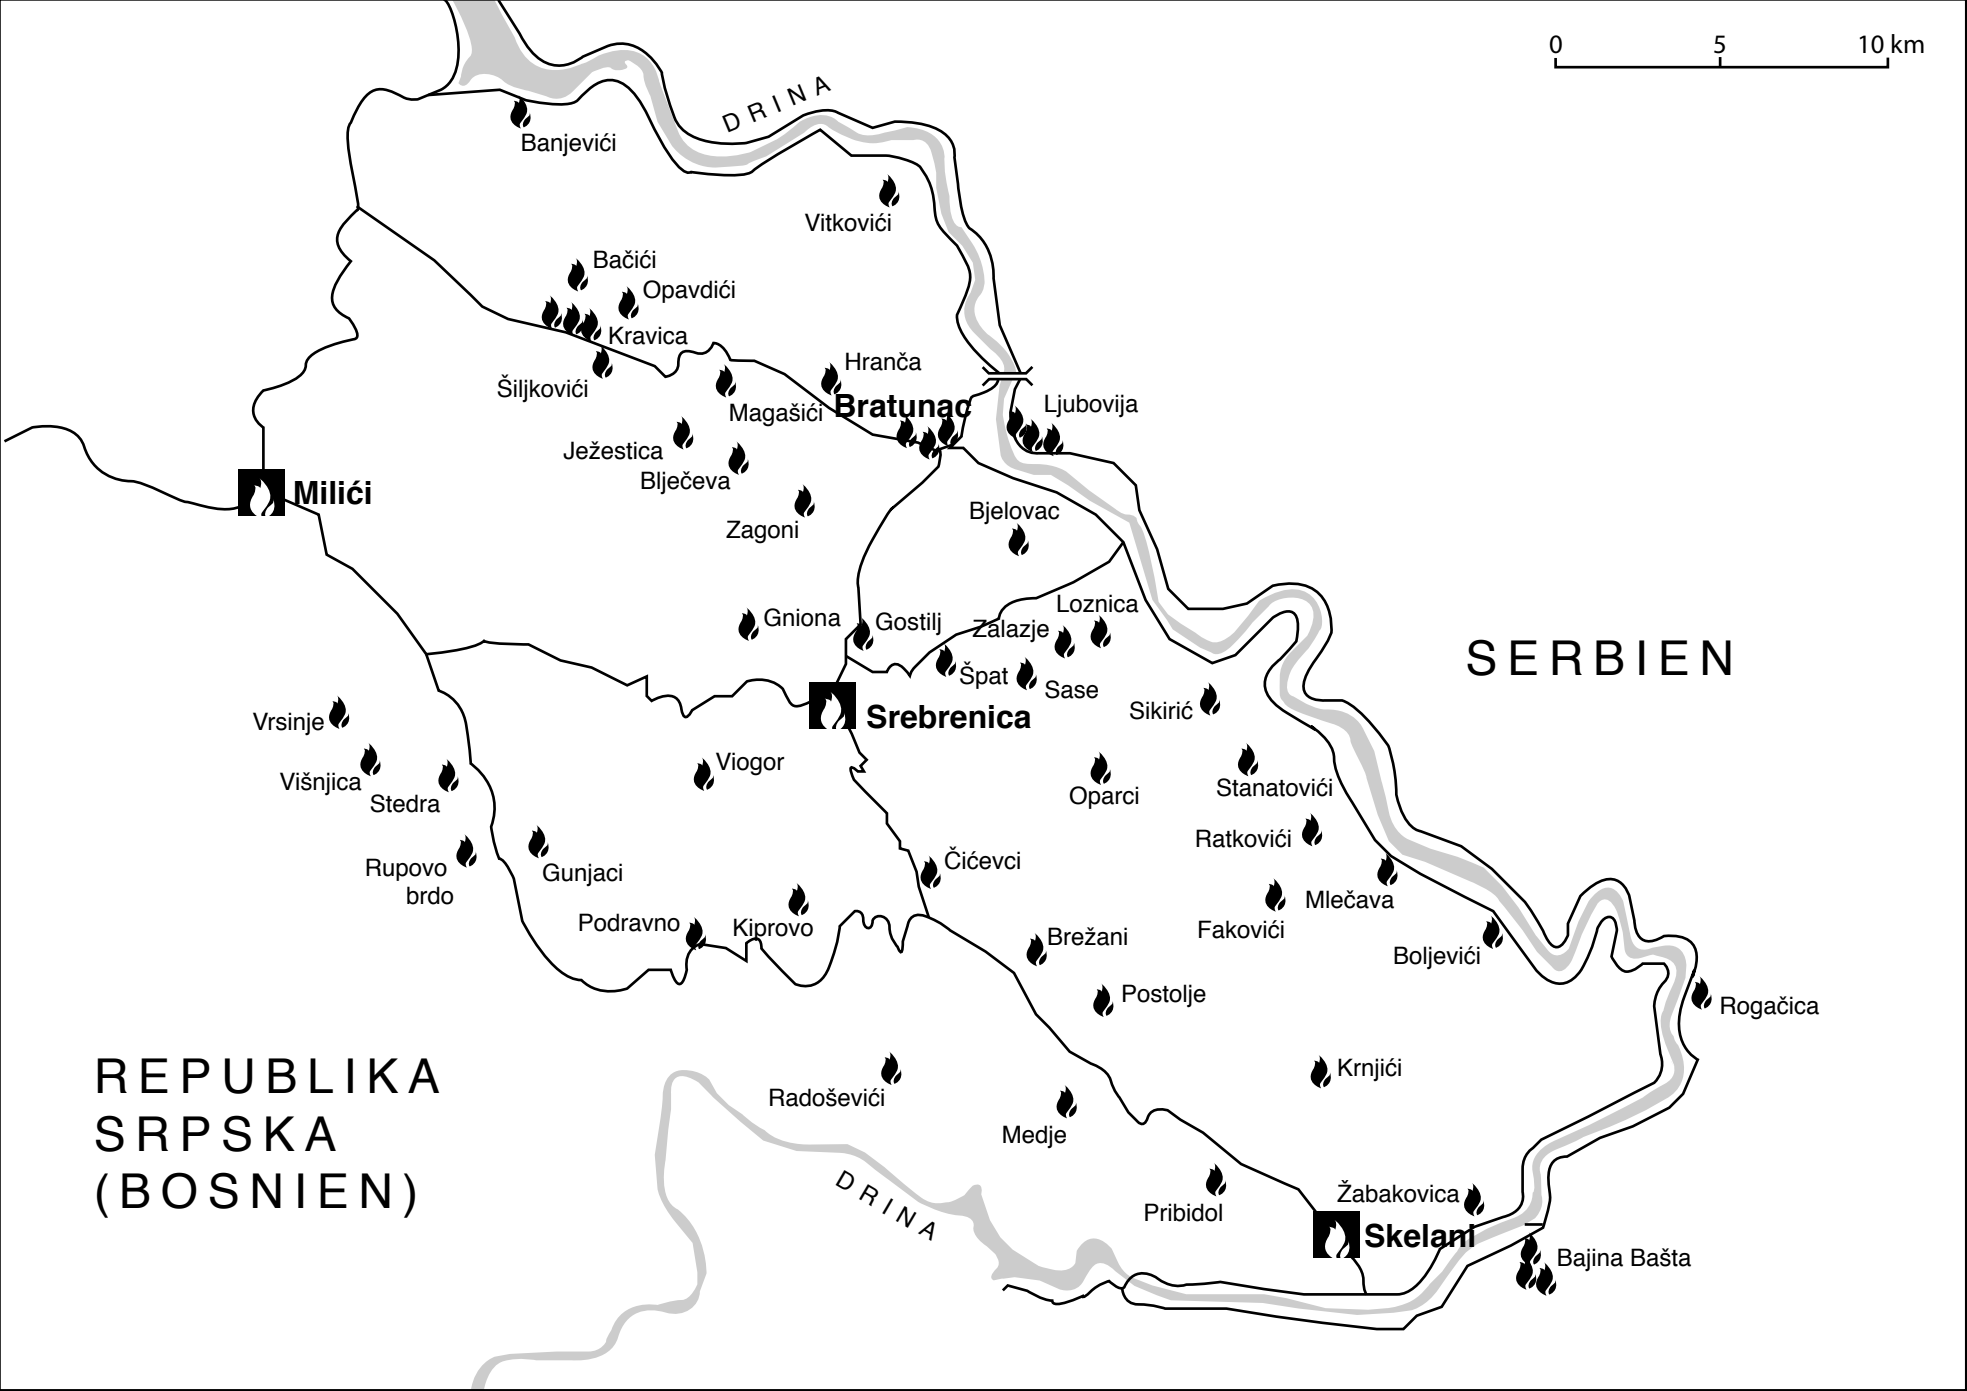 0 5 10 km
DRINA
Banjevići
Vitkovići
Bačići
Opavdići
Kravica
Hranča
Šiljkovići
Magašići
Bratunac
Ljubovija
Ježestica
Blječeva
Milići
Bjelovac
Zagoni
Loznica
Gniona
Gostilj
Zalazje
SERBIEN
Špat
Sase
Srebrenica
Sikirić
Vrsinje
Viogor
Višnjica
Stedra
Oparci
Stanatovići
Ratkovići
Čićevci
Rupovo
brdo
Gunjaci
Mlečava
Podravno
Kiprovo
Fakovići
Brežani
Boljevići
Postolje
Rogačica
REPUBLIKA
SRPSKA
(BOSNIEN)
Krnjići
Radoševići
Medje
DRINA
Žabakovica
Pribidol
Skelani
Bajina Bašta